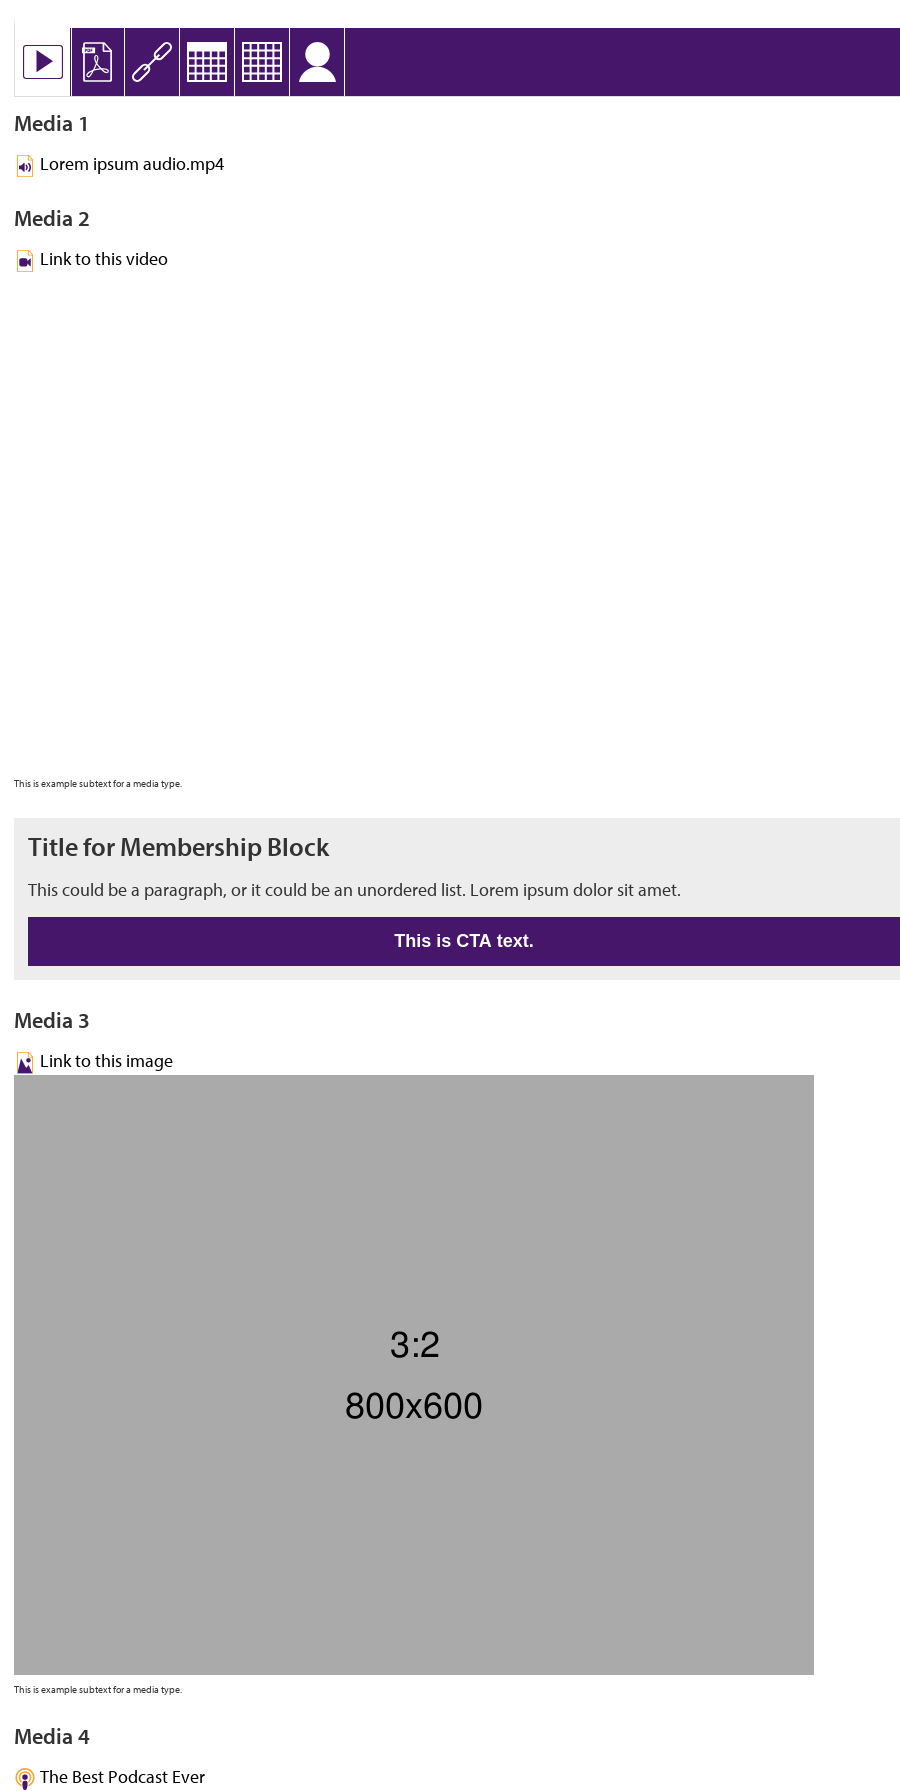 PDF
Media 1
Lorem ipsum audio.mp4
Media 2
Link to this video
This is example subtext for a media type.
Title for Membership Block
This could be a paragraph, or it could be an unordered list. Lorem ipsum dolor sit amet.
This is CTA text.
Media 3
Link to this image
3:2
800x600
This is example subtext for a media type.
Media 4
The Best Podcast Ever